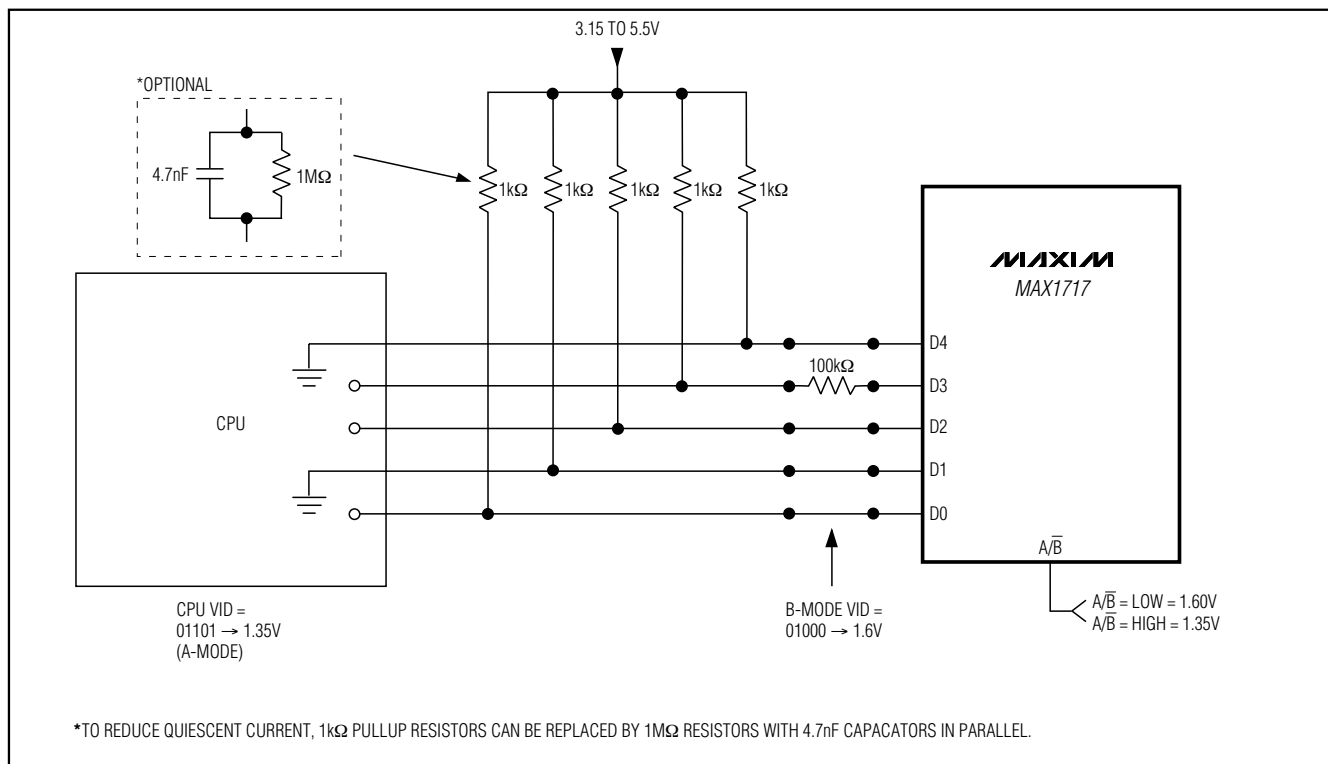 3.15 TO 5.5V
*OPTIONAL
4.7nF
1MΩ
1kΩ
1kΩ
1kΩ
1kΩ
1kΩ
MAXIM
MAX1717
D4
100kΩ
D3
CPU
D2
D1
D0
A/B̅
CPU VID =
01101 → 1.35V
(A-MODE)
B-MODE VID =
01000 → 1.6V
A/B̅ = LOW = 1.60V
A/B̅ = HIGH = 1.35V
*TO REDUCE QUIESCENT CURRENT, 1kΩ PULLUP RESISTORS CAN BE REPLACED BY 1MΩ RESISTORS WITH 4.7nF CAPACATORS IN PARALLEL.